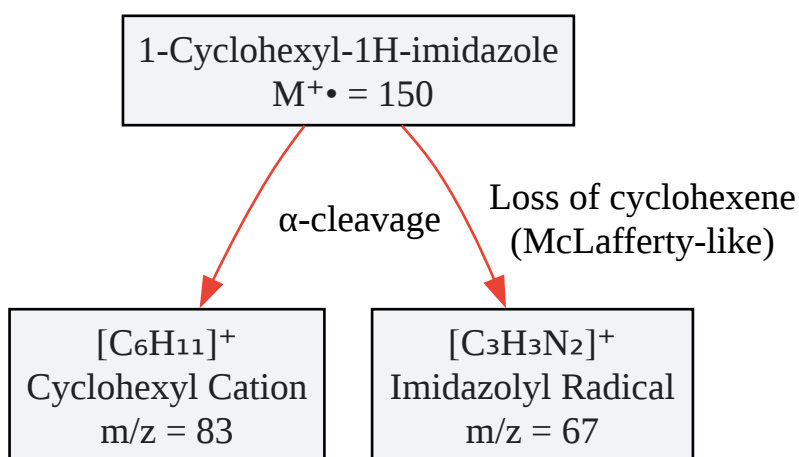 1-Cyclohexyl-1H-imidazole
M⁺• = 150
α-cleavage
Loss of cyclohexene
(McLafferty-like)
[C₆H₁₁]⁺
Cyclohexyl Cation
m/z = 83
[C₃H₃N₂]⁺
Imidazolyl Radical
m/z = 67